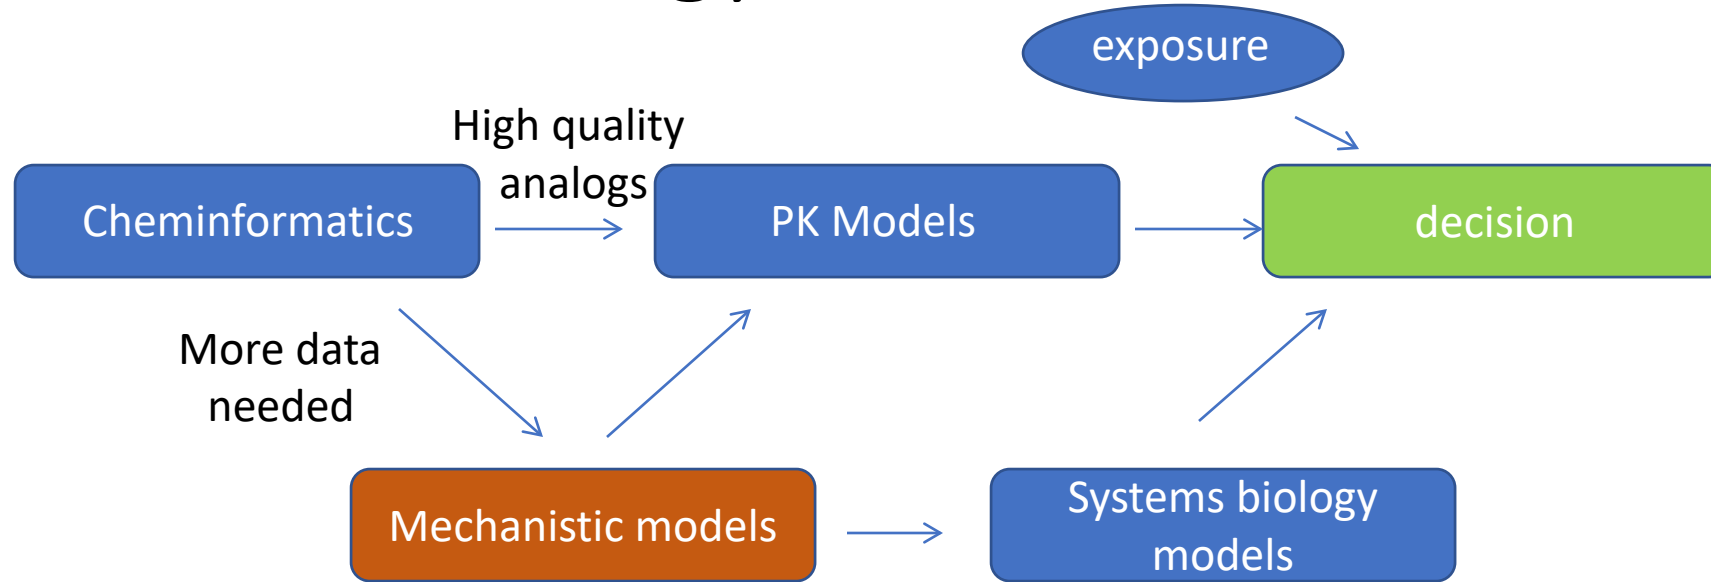 exposure
High quality
analogs
Cheminformatics
PK Models
decision
More data
needed
Mechanistic models
Systems biology
models